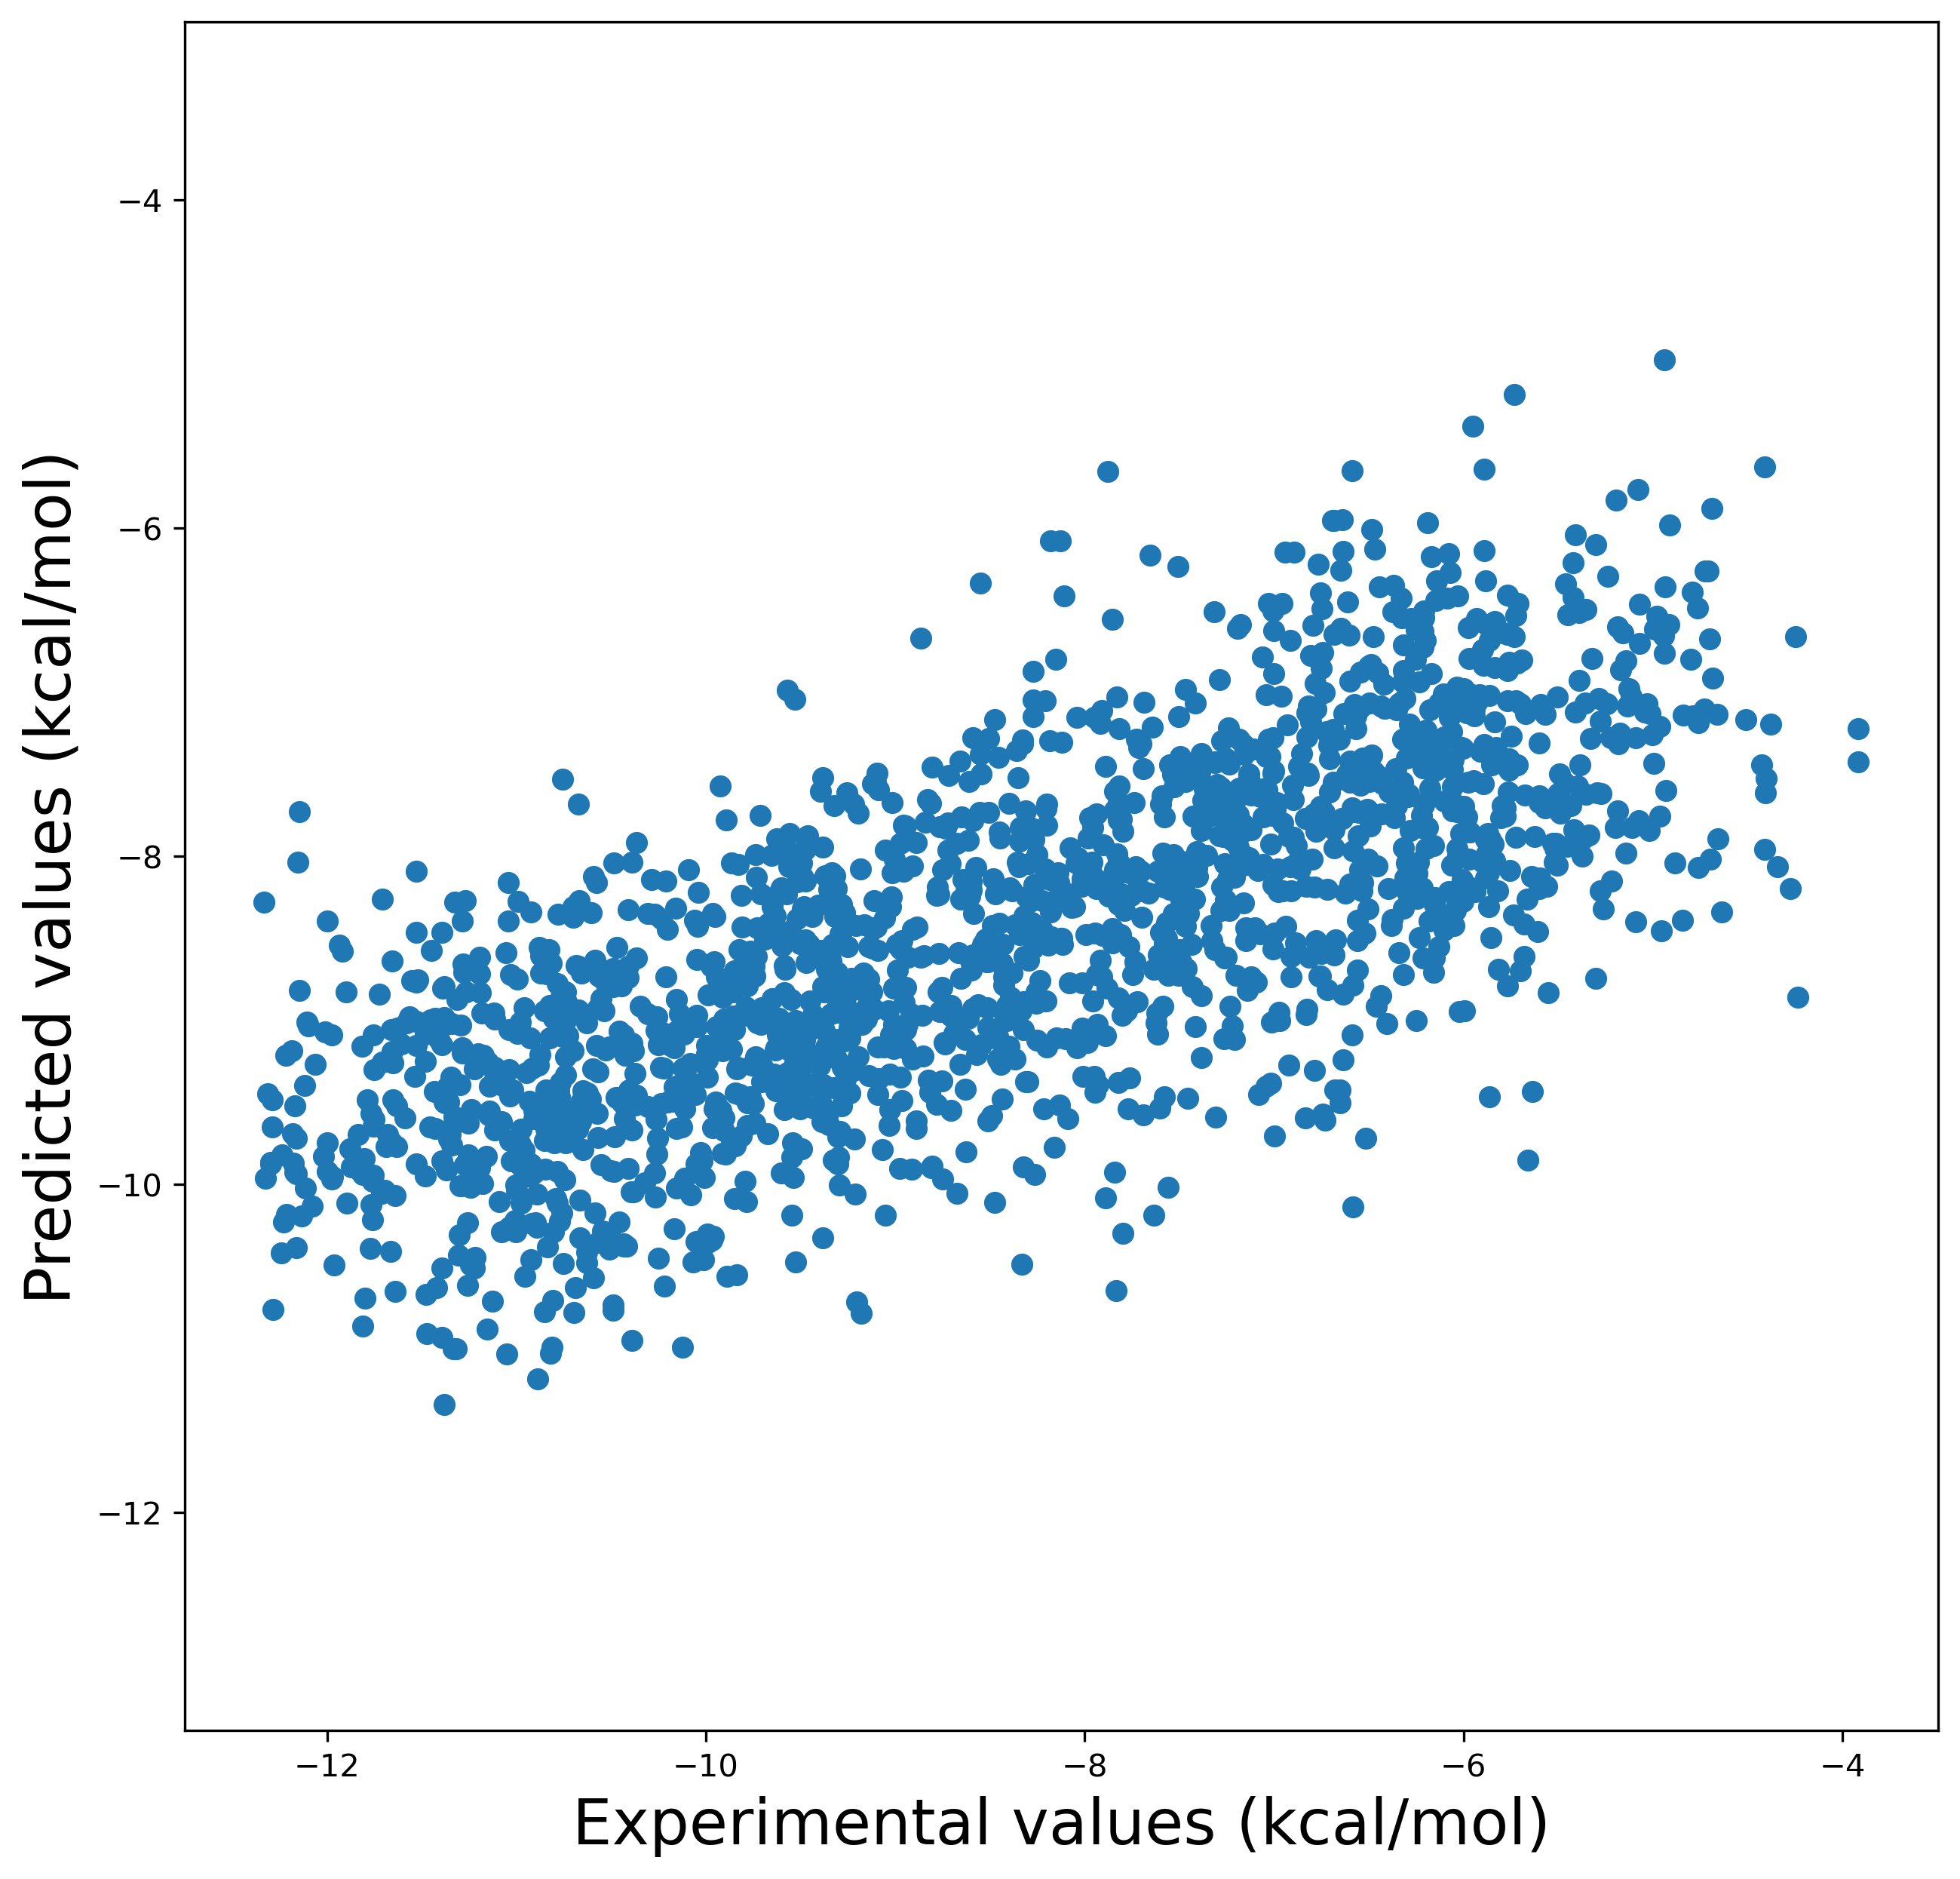 −4
−6
−8
−10
−12
Predicted values (kcal/mol)
−12 −10 −8 −6 −4
Experimental values (kcal/mol)